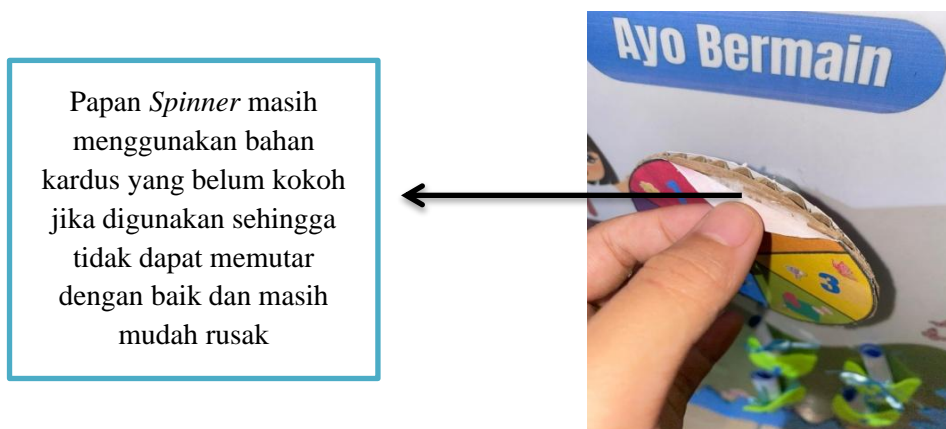 Papan Spinner masih
menggunakan bahan
kardus yang belum kokoh
jika digunakan sehingga
tidak dapat memutar
dengan baik dan masih
mudah rusak
Ayo Bermain
3